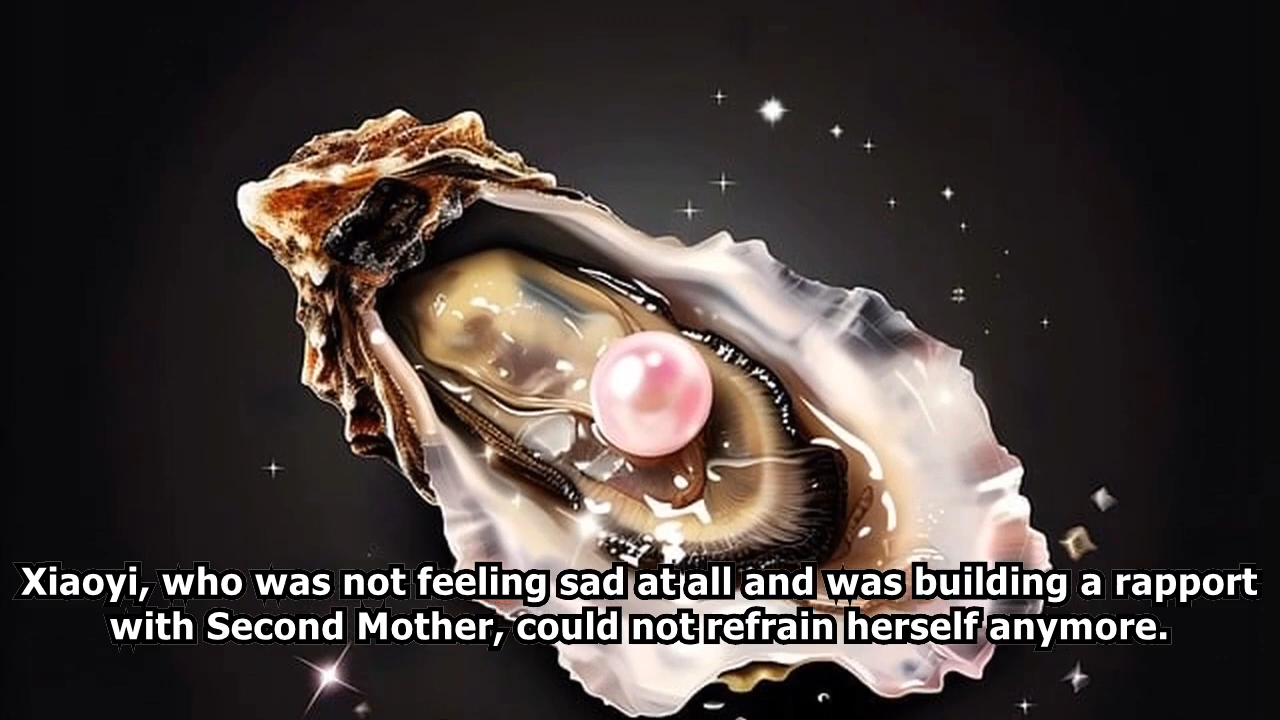 Xiaoyi, who was not feeling sad at all and was building a rapport
with Second Mother, could not refrain herself anymore.